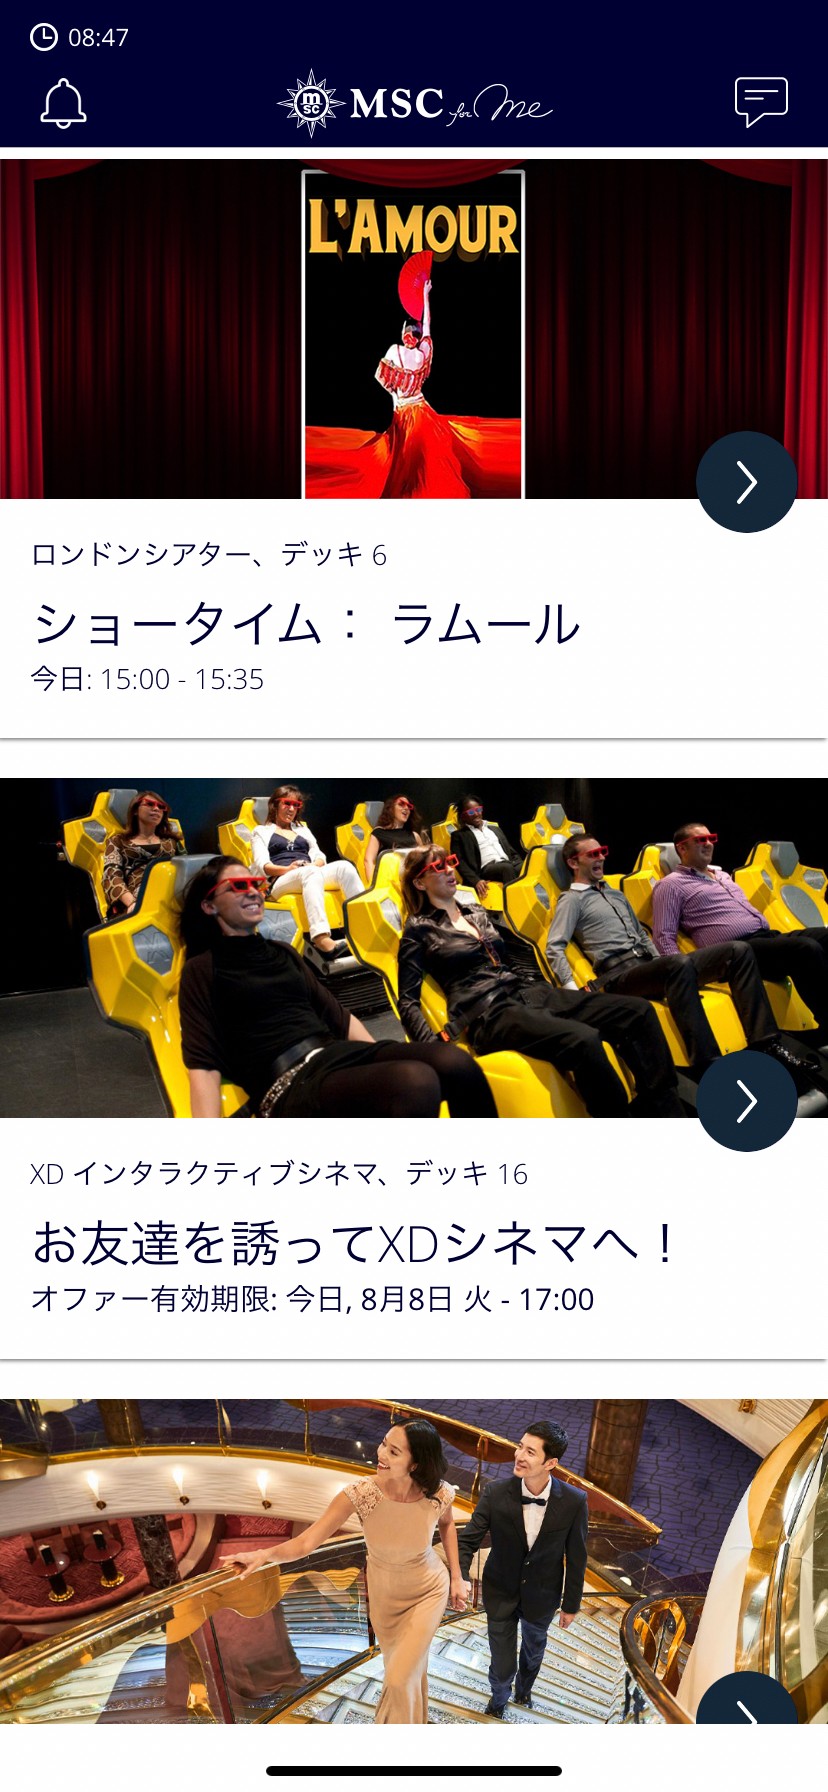 08:47
MSC for Me
L'AMOUR
ロンドンシアター、デッキ 6
ショータイム： ラムール
今日: 15:00 - 15:35
XD インタラクティブシネマ、デッキ 16
お友達を誘ってXDシネマへ！
オファー有効期限: 今日, 8月8日 火 - 17:00